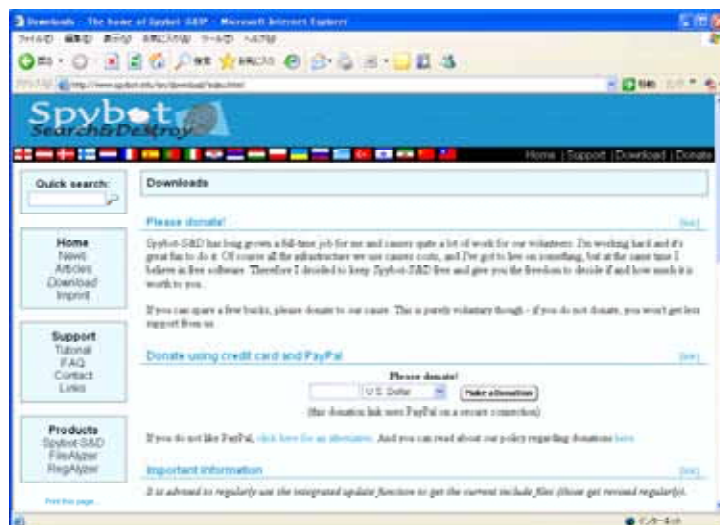 Downloads - The home of Spybot-S&D! - Microsoft Internet Explorer
Spybot
Search&Destroy
Home | Support | Download | Donate
Quick search:
Home
News
Articles
Download
Imprint
Support
Tutorial
FAQ
Contact
Links
Products
Spybot-S&D
FileAlyzer
RegAlyzer
Print this page...
Downloads
Please donate!
Spybot-S&D has long grown a full-time job for me and causes quite a lot of work for our volunteers. I'm working hard and it's
great fun to do it. Of course all the infrastructure we use causes costs, and I've got to live on something, but at the same time I
believe in free software. Therefore I decided to keep Spybot-S&D free and give you the freedom to decide if and how much it is
worth to you.
If you can spare a few bucks, please donate to our cause. This is purely voluntary though - if you do not donate, you won't get less
support from us.
Donate using credit card and PayPal
Please donate!
U.S. Dollar
Make a donation
(this donation link uses PayPal on a secure connection)
If you do not like PayPal, click here for an alternative. And you can read about our policy regarding donations here.
Important information
It is advised to regularly use the integrated update function to get the current include files (those get revised regularly).
インターネット